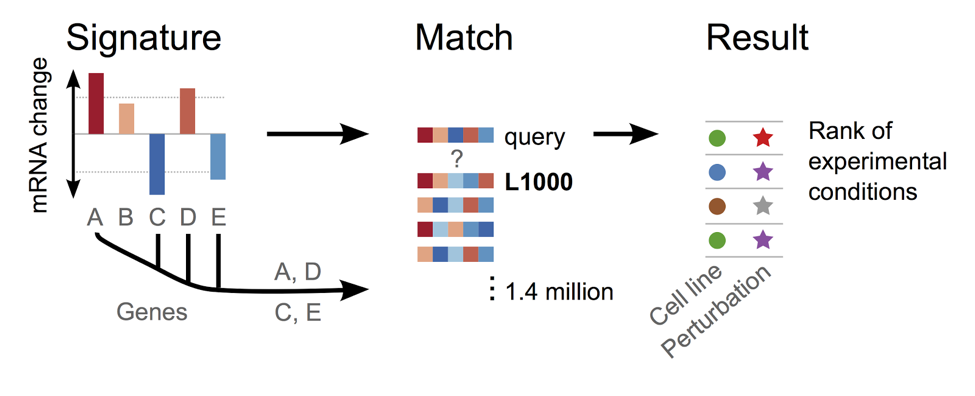 Signature
mRNA change
A B C D E
Genes
A, D
C, E
Match
query
?
L1000
1.4 million
Result
Rank of
experimental
conditions
Cell line
Perturbation